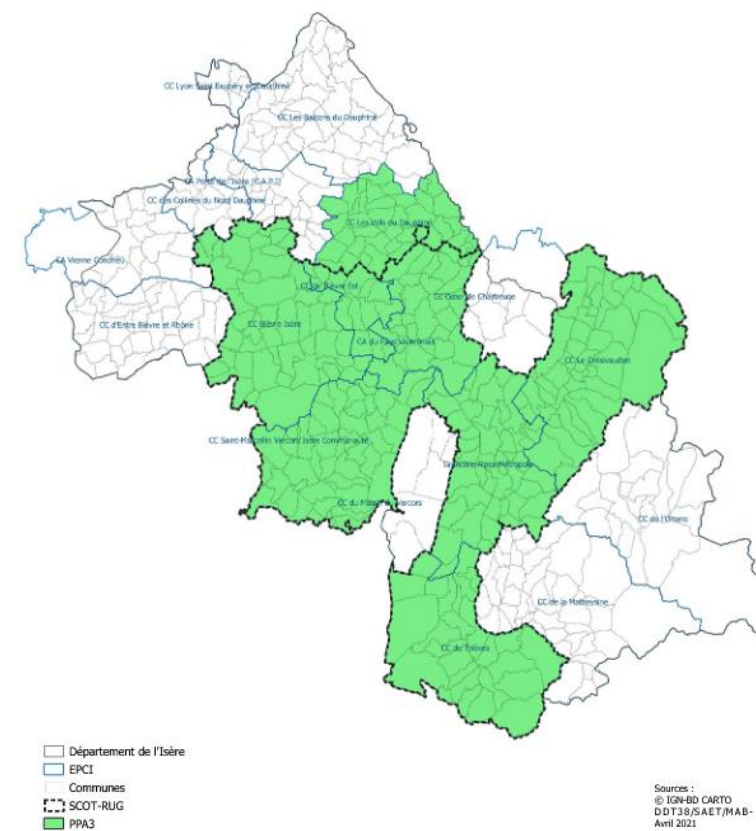 CC Lyon Saint Exupéry en Dauphiné
CC Les Balcons du Dauphiné
CA Porte de l'Isère (C.A.P.I)
CC des Collines du Nord Dauphiné
CC Les Vals du Dauphiné
CA Vienne Condrieu
CC de Bièvre Est
CC Cœur de Chartreuse
CC d'Entre Bièvre et Rhône
CC Bièvre Isère
CA du Pays Voironnais
CC Le Grésivaudan
CC Saint-Marcellin Vercors Isère Communauté
Grenoble-Alpes-Métropole
CC du Massif du Vercors
CC de l'Oisans
CC de la Matheysine
CC du Trièves
Département de l'Isère
EPCI
Communes
SCOT-RUG
PPA3
Sources :
© IGN-BD CARTO
DDT38/SAET/MAB-
Avril 2021